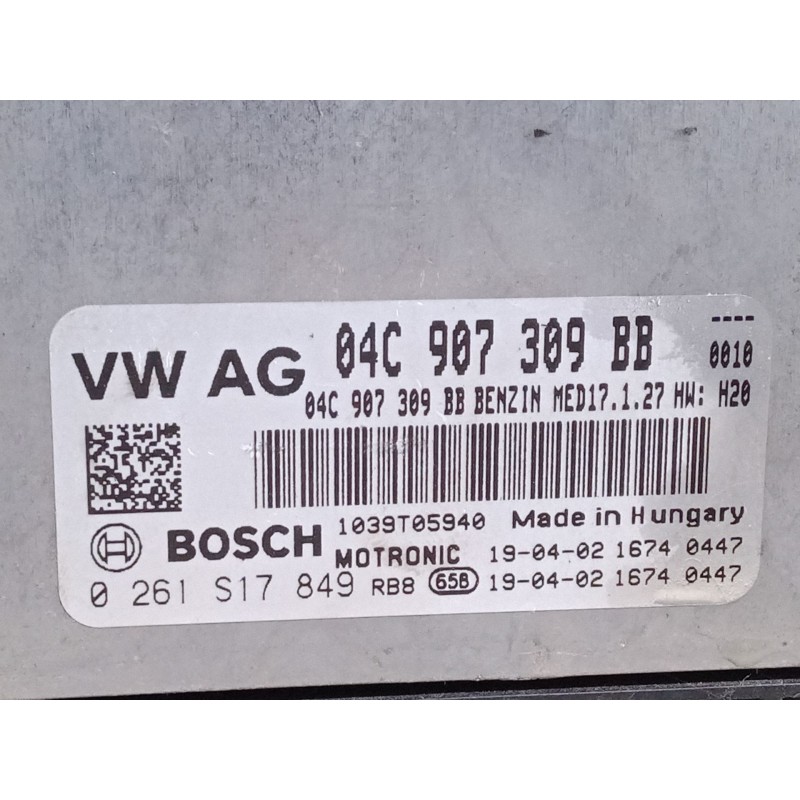 VW AG 04C 907 309 BB ---- 0010
04C 907 309 BB BENZIN MED17.1.27 HW: H20
1039T05940 Made in Hungary
BOSCH MOTRONIC 19-04-02 1674 0447
0 261 S17 849 RB8 65B 19-04-02 1674 0447